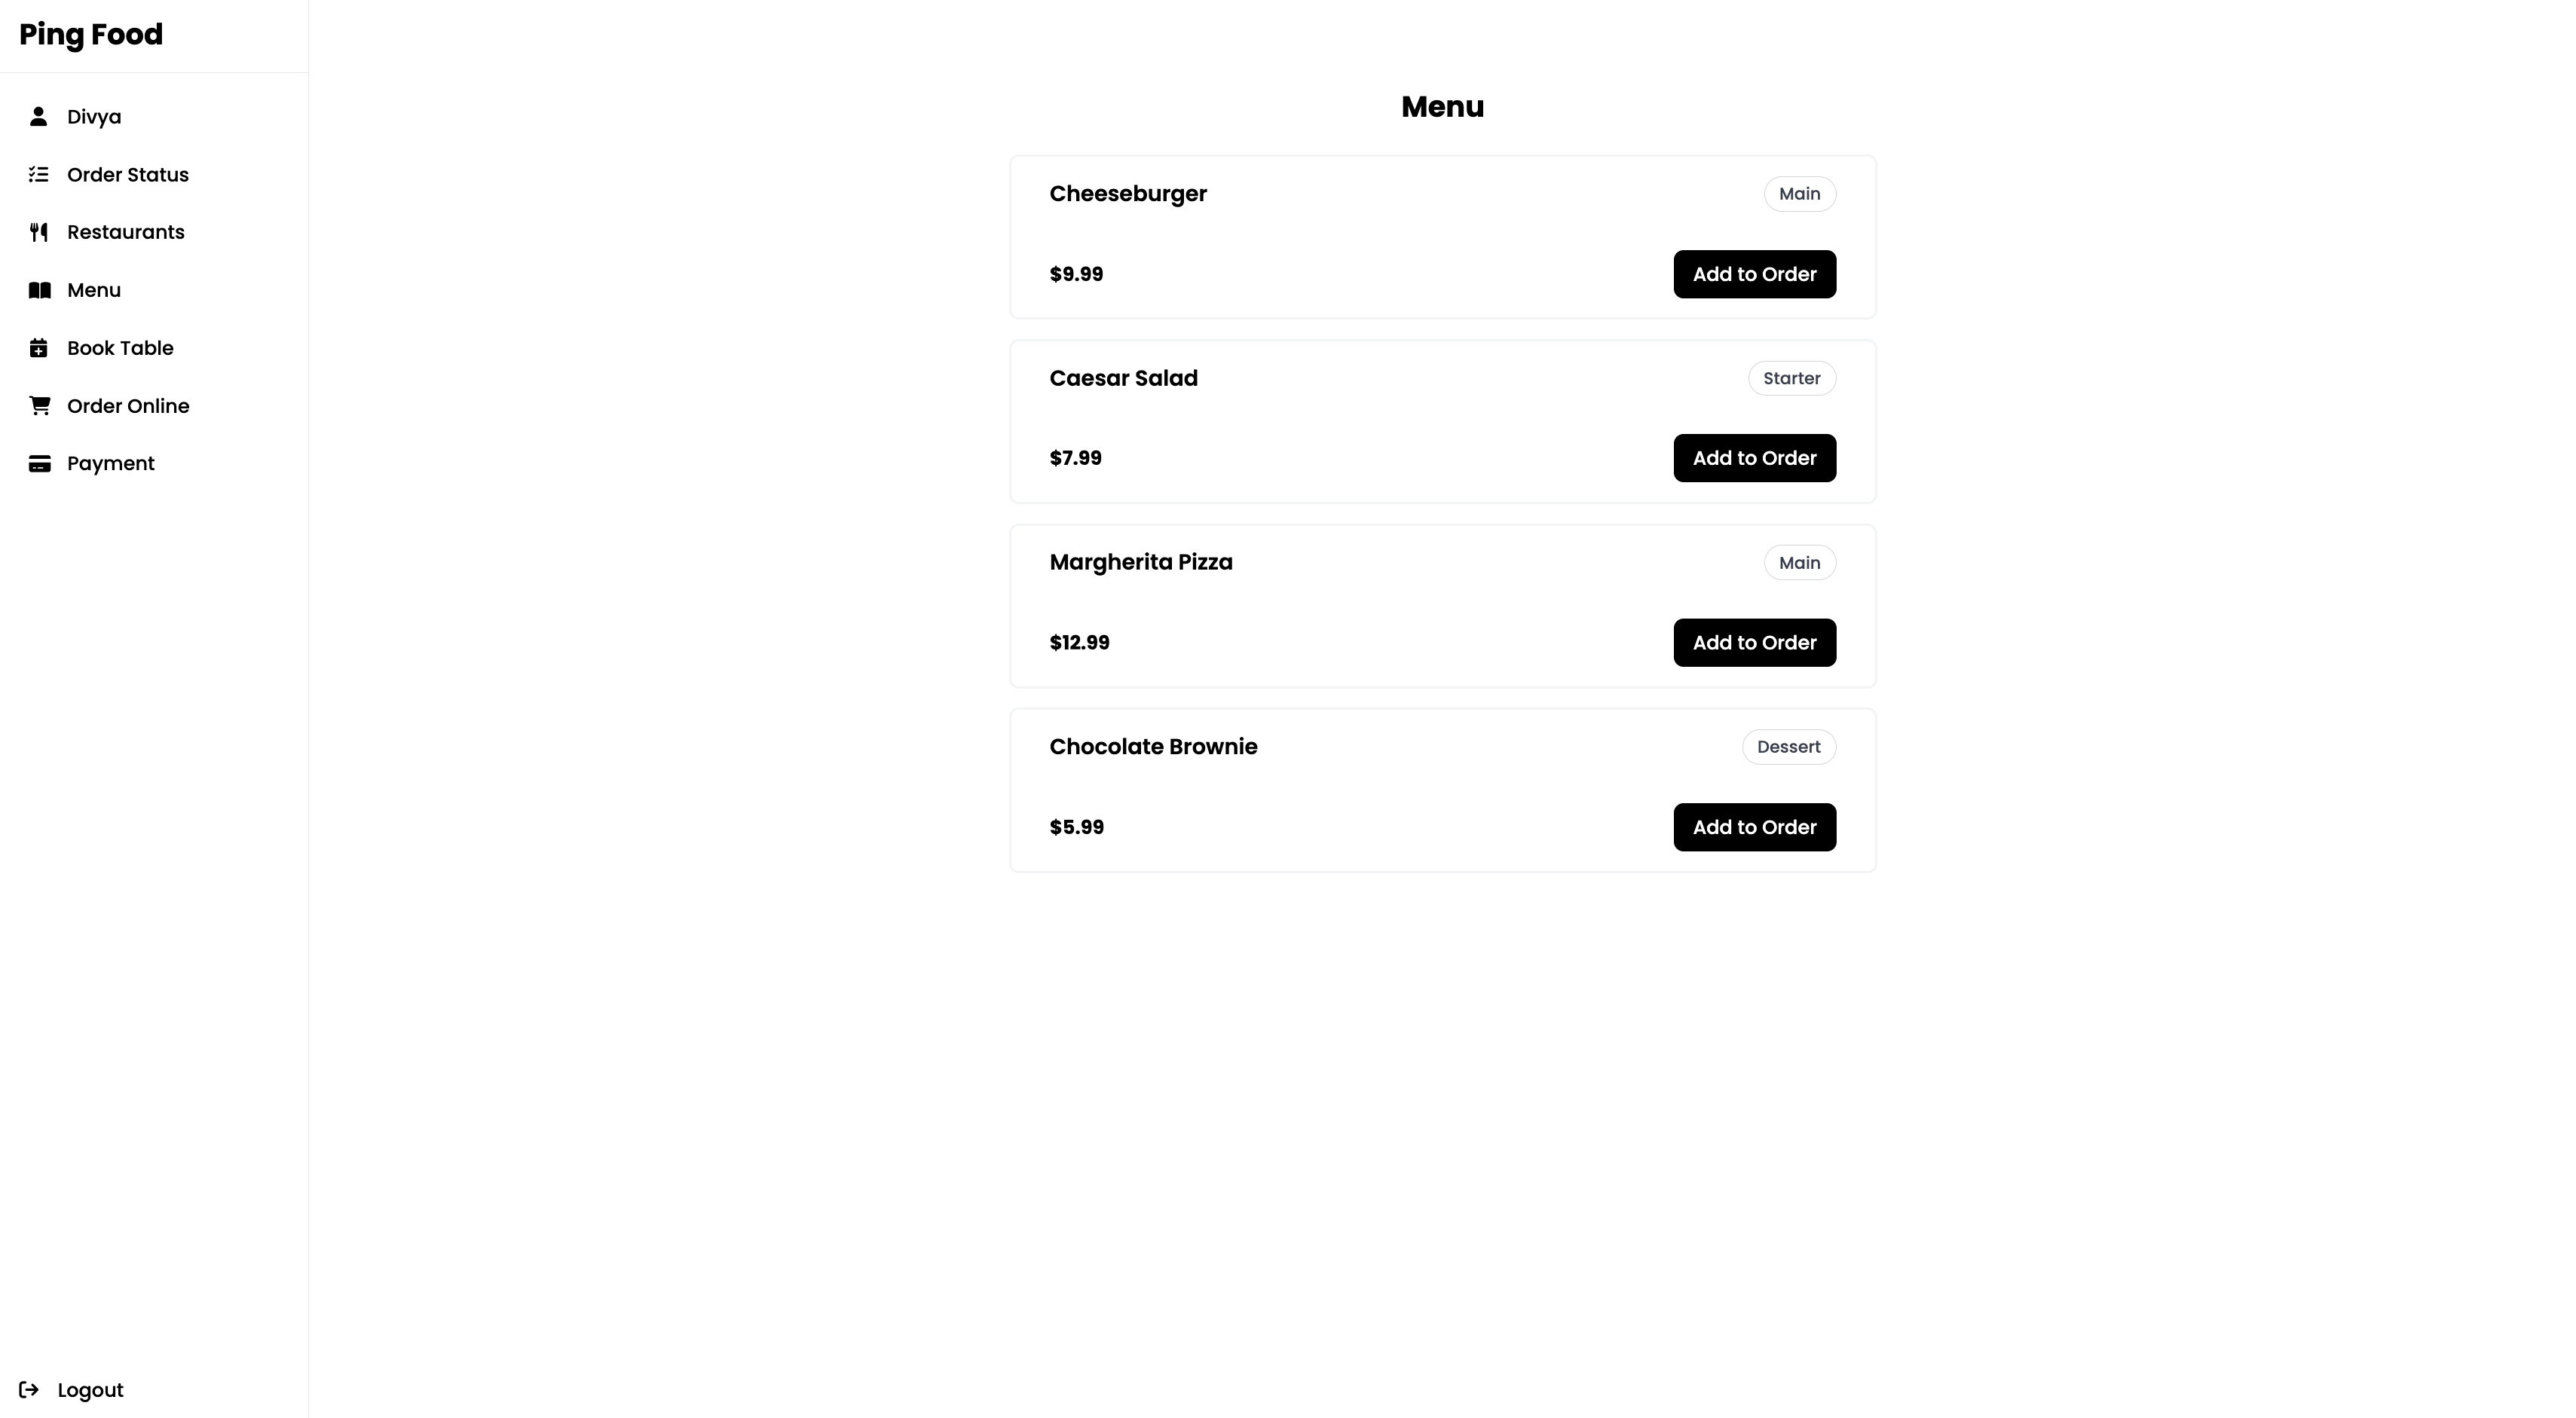 Ping Food
Divya
Order Status
Restaurants
Menu
Book Table
Order Online
Payment
Logout
Menu
Cheeseburger
Main
$9.99
Add to Order
Caesar Salad
Starter
$7.99
Add to Order
Margherita Pizza
Main
$12.99
Add to Order
Chocolate Brownie
Dessert
$5.99
Add to Order